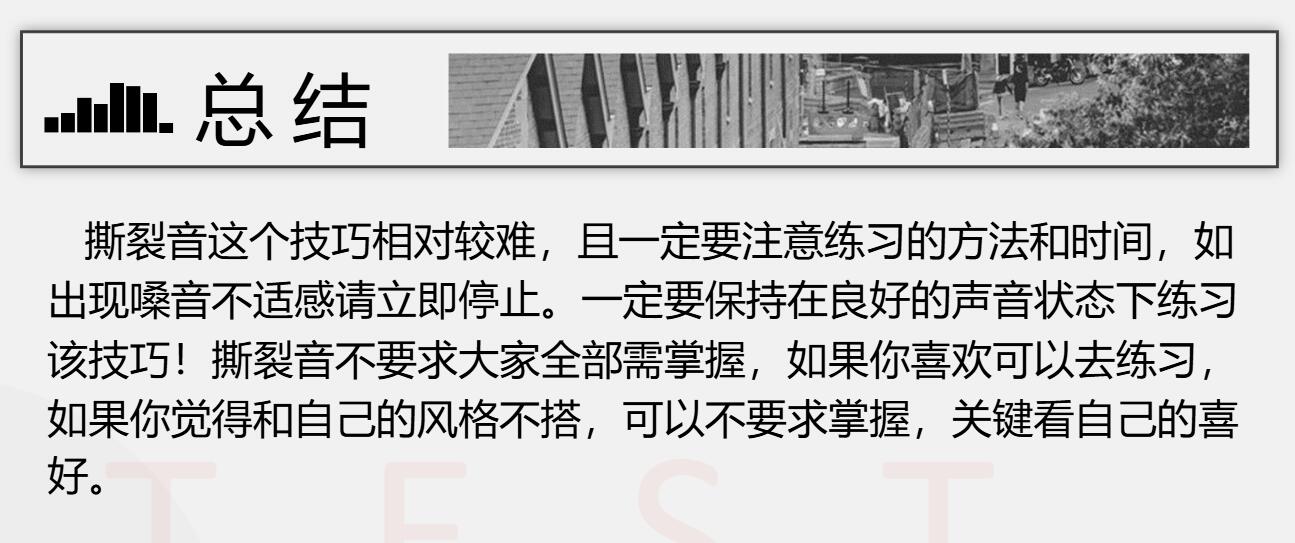 总结
撕裂音这个技巧相对较难，且一定要注意练习的方法和时间，如
出现嗓音不适感请立即停止。一定要保持在良好的声音状态下练习
该技巧！撕裂音不要求大家全部需掌握，如果你喜欢可以去练习，
如果你觉得和自己的风格不搭，可以不要求掌握，关键看自己的喜
好。
TEST